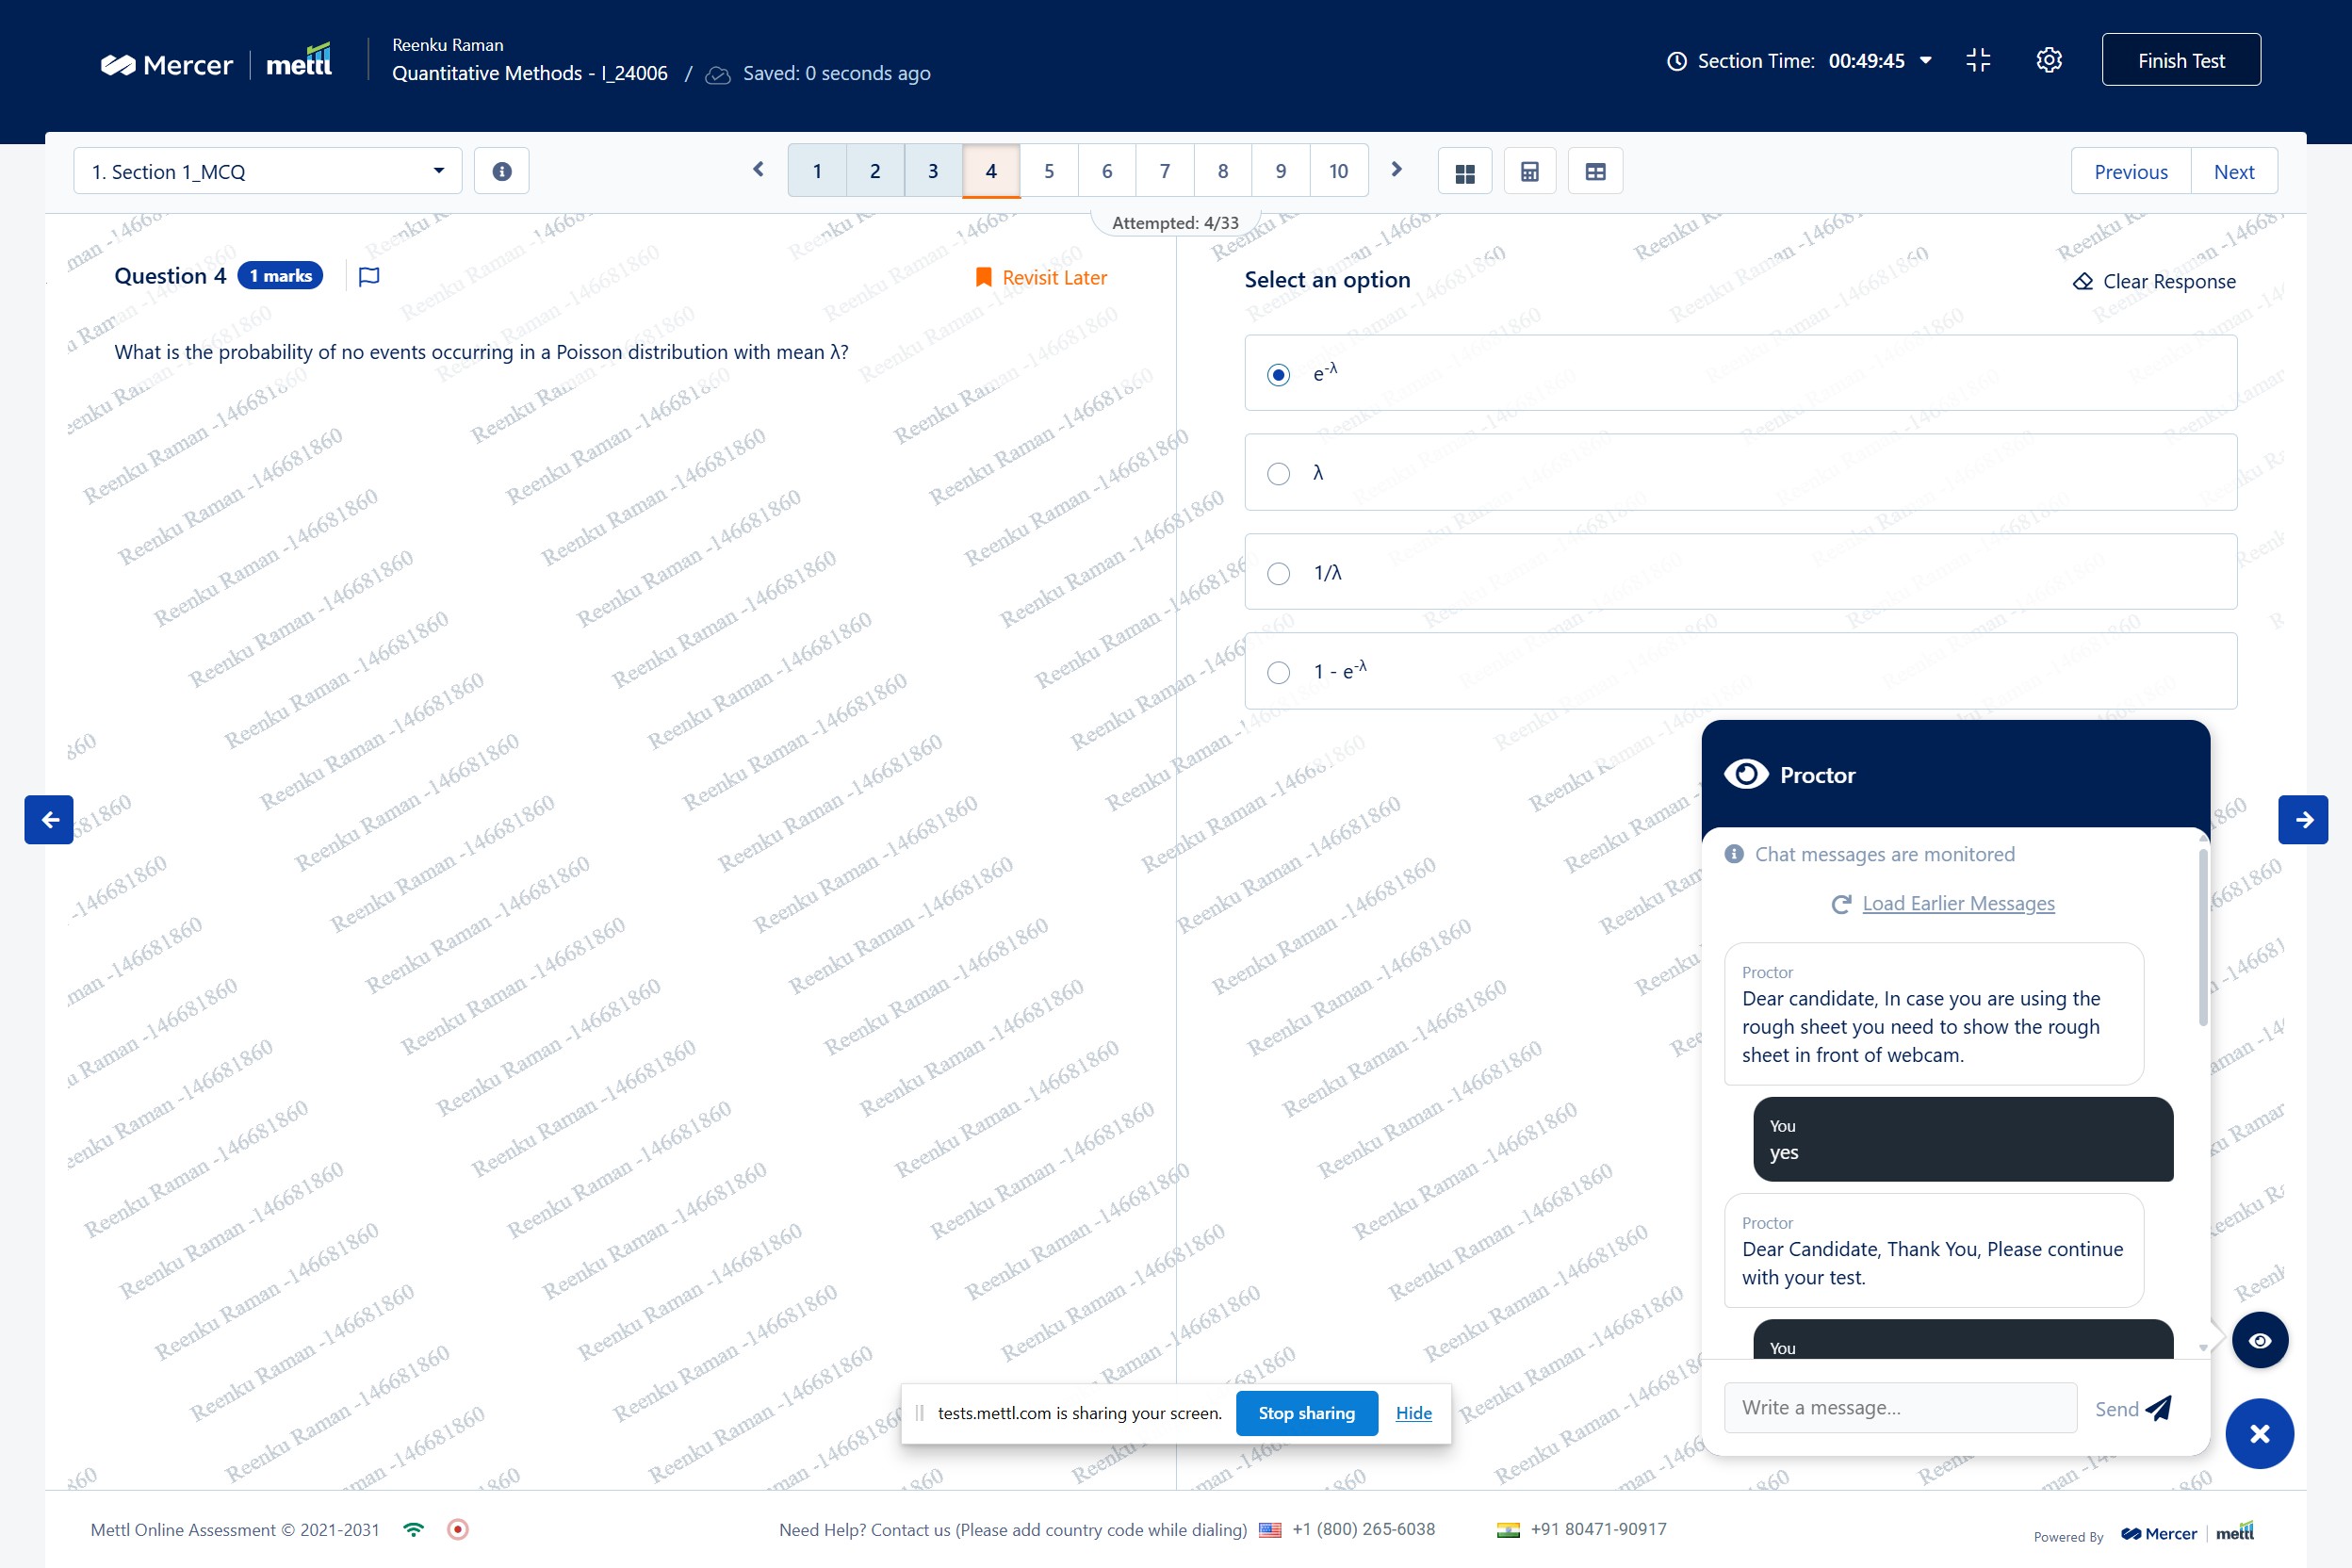 Mercer | mettl
Reenku Raman
Quantitative Methods - I_24006 / Saved: 0 seconds ago
Section Time: 00:49:45
Finish Test
1. Section 1_MCQ
1 2 3 4 5 6 7 8 9 10
Previous Next
Attempted: 4/33
Question 4 1 marks
Revisit Later
What is the probability of no events occurring in a Poisson distribution with mean λ?
Select an option
Clear Response
e^-λ
λ
1/λ
1 - e^-λ
Reenku Raman -146681860
Proctor
Chat messages are monitored
Load Earlier Messages
Proctor
Dear candidate, In case you are using the
rough sheet you need to show the rough
sheet in front of webcam.
You
yes
Proctor
Dear Candidate, Thank You, Please continue
with your test.
You
Write a message...
Send
tests.mettl.com is sharing your screen. Stop sharing Hide
Mettl Online Assessment © 2021-2031
Need Help? Contact us (Please add country code while dialing) +1 (800) 265-6038 +91 80471-90917
Powered By Mercer | mettl